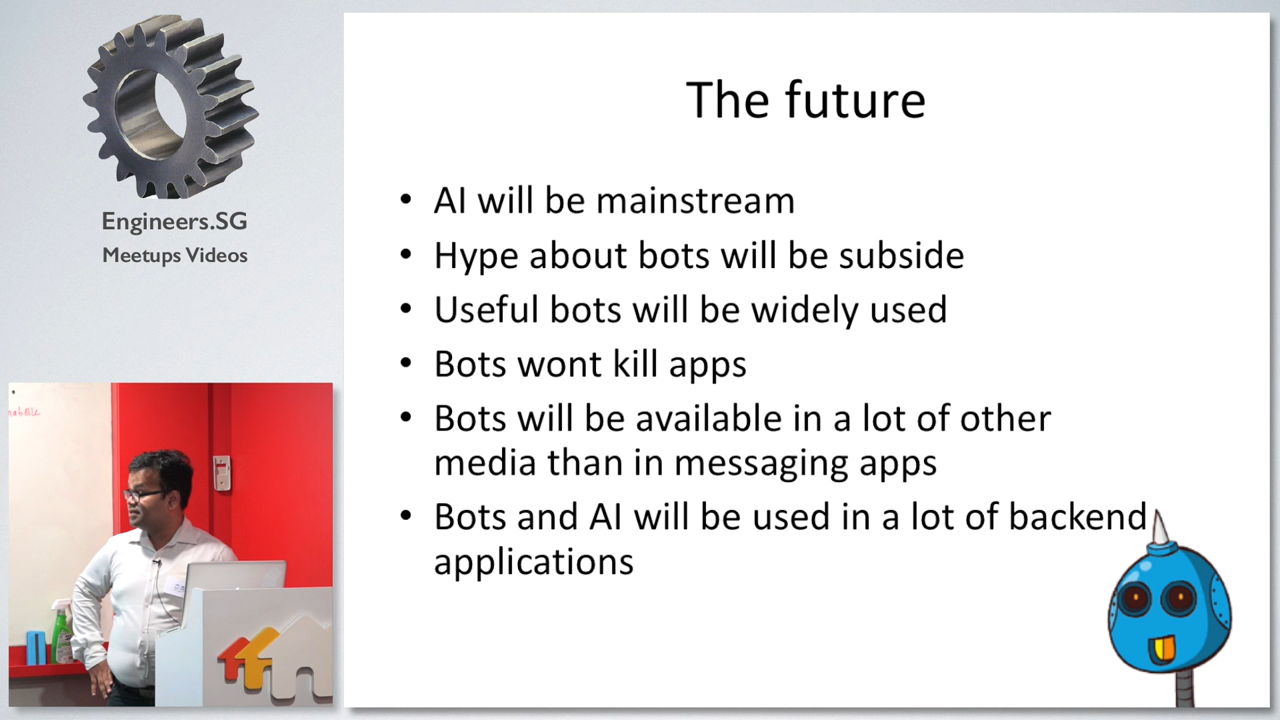 Engineers.SG
Meetups Videos
The future
• AI will be mainstream
• Hype about bots will be subside
• Useful bots will be widely used
• Bots wont kill apps
• Bots will be available in a lot of other
media than in messaging apps
• Bots and AI will be used in a lot of backend
applications